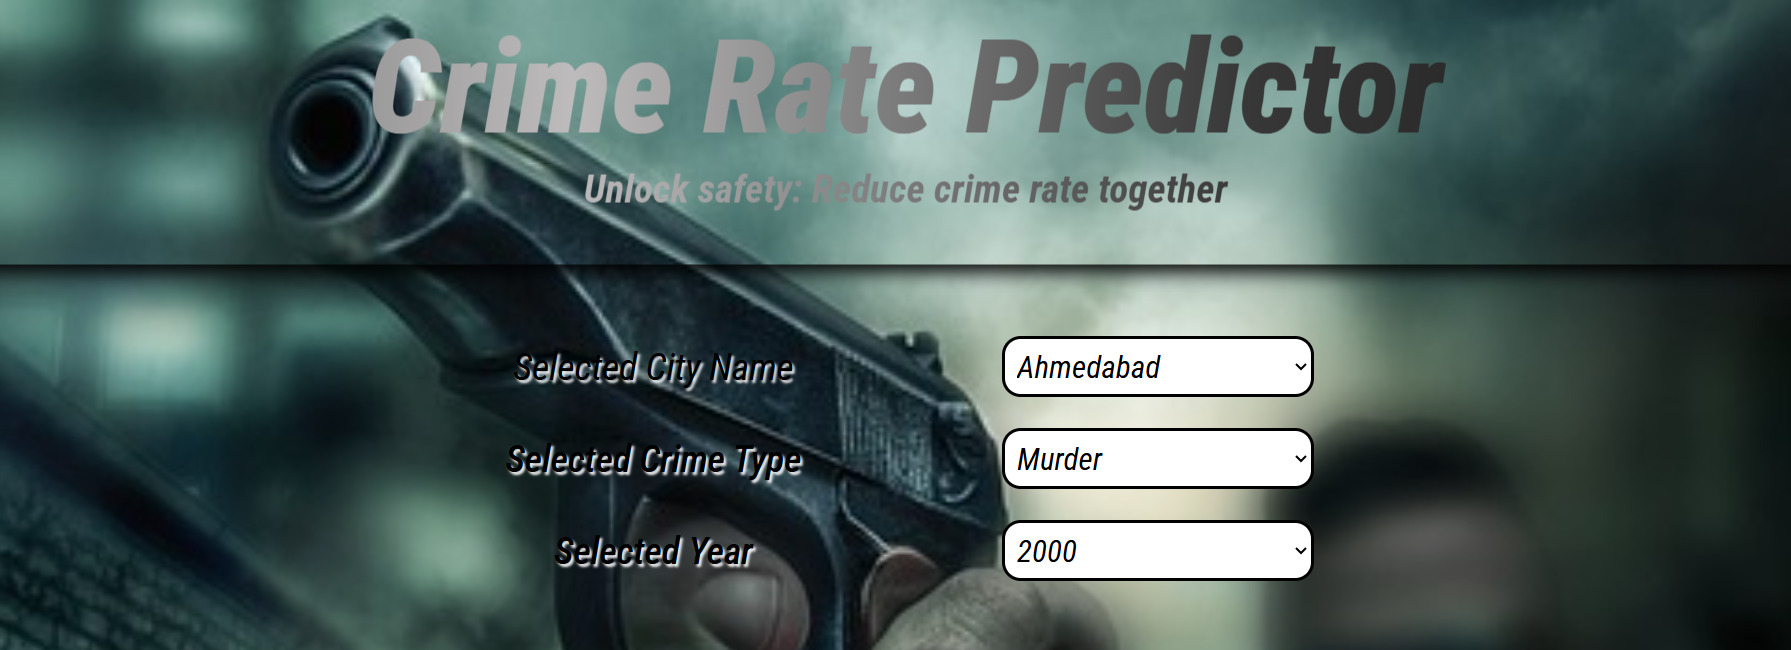 Crime Rate Predictor
Unlock safety: Reduce crime rate together
Selected City Name
Ahmedabad
Selected Crime Type
Murder
Selected Year
2000